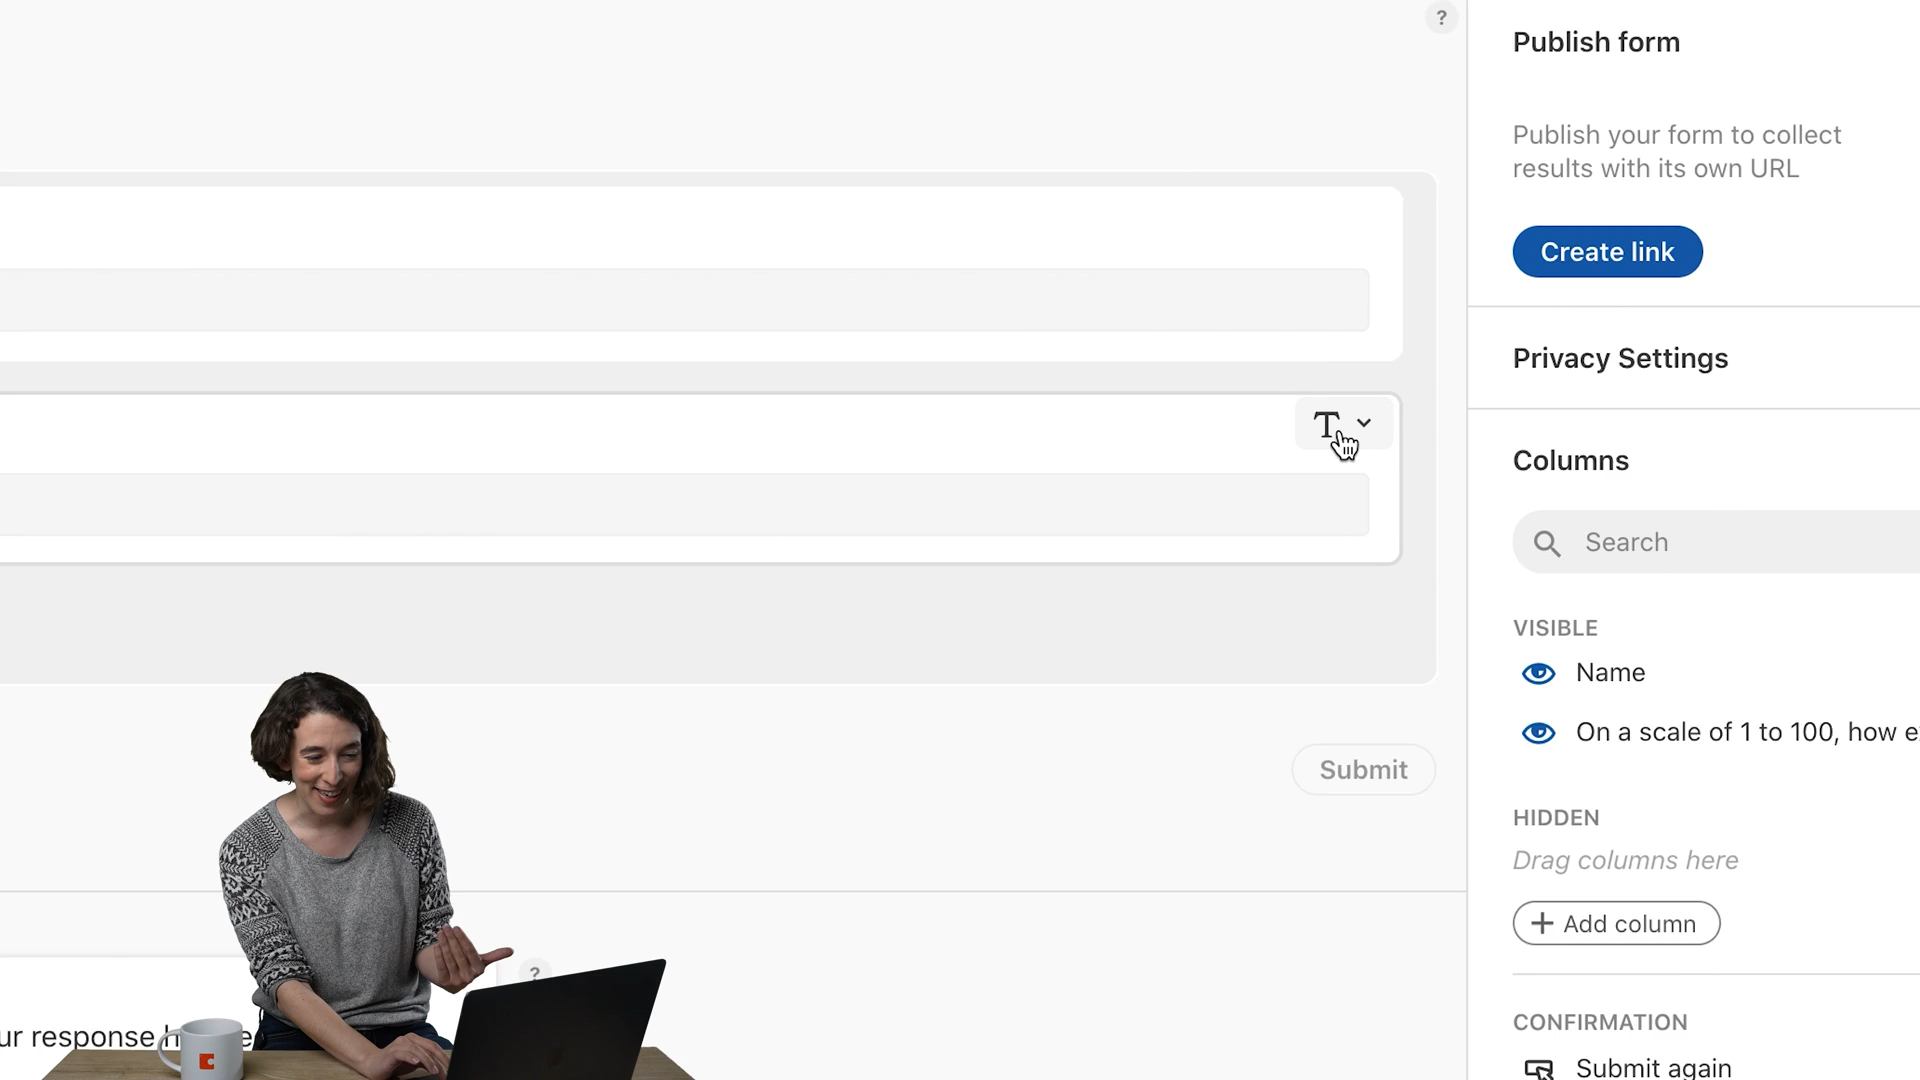 ?
Publish form
Publish your form to collect
results with its own URL
Create link
Privacy Settings
T
Columns
Search
VISIBLE
Name
On a scale of 1 to 100, how e
Submit
HIDDEN
Drag columns here
+ Add column
?
ur response h
CONFIRMATION
Submit again